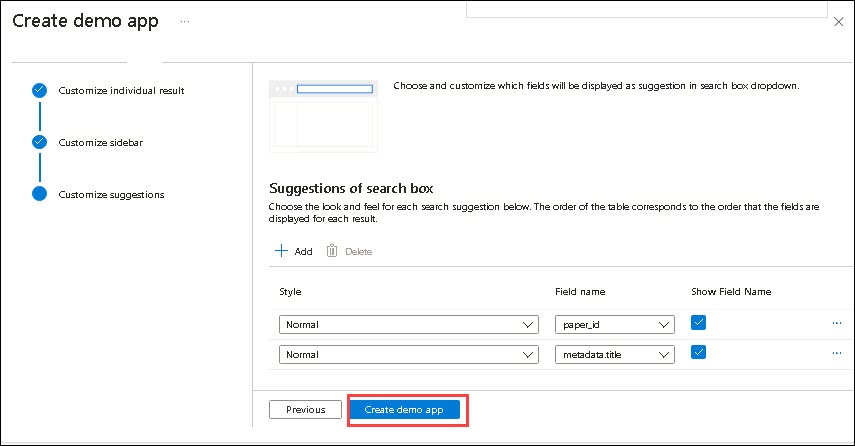 Create demo app ...
Choose and customize which fields will be displayed as suggestion in search box dropdown.
Customize individual result
Customize sidebar
Customize suggestions
Suggestions of search box
Choose the look and feel for each search suggestion below. The order of the table corresponds to the order that the fields are
displayed for each result.
Add Delete
Style Field name Show Field Name
Normal paper_id ...
Normal metadata.title ...
Previous Create demo app